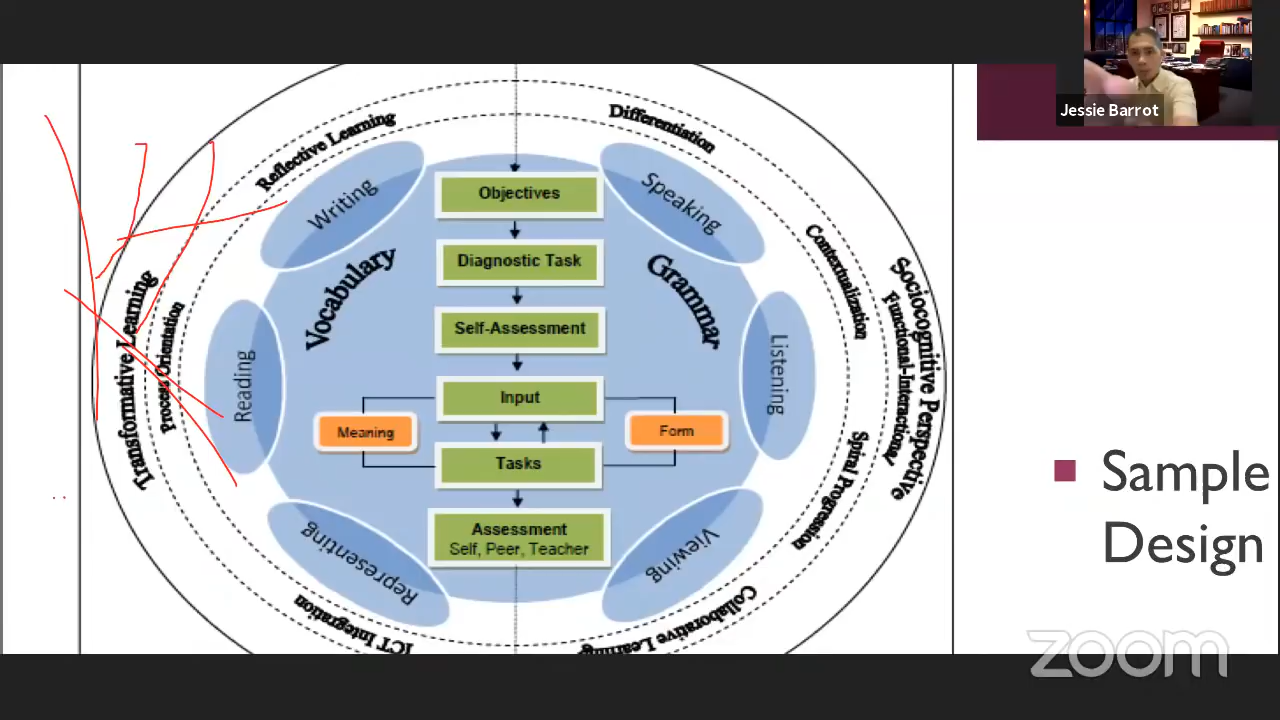 Jessie Barrot
Differentiation
Reflective Learning
Writing
Objectives
Speaking
Contextualization
Vocabulary
Diagnostic Task
Grammar
Sociocognitive Perspective
Functional-Interactional
Transformative Learning
Process Orientation
Self-Assessment
Reading
Listening
Input
Meaning
Form
Tasks
Spiral Progression
Sample
Design
Assessment
Self, Peer, Teacher
Representing
Viewing
ICT Integration
Collaborative Learning
zoom